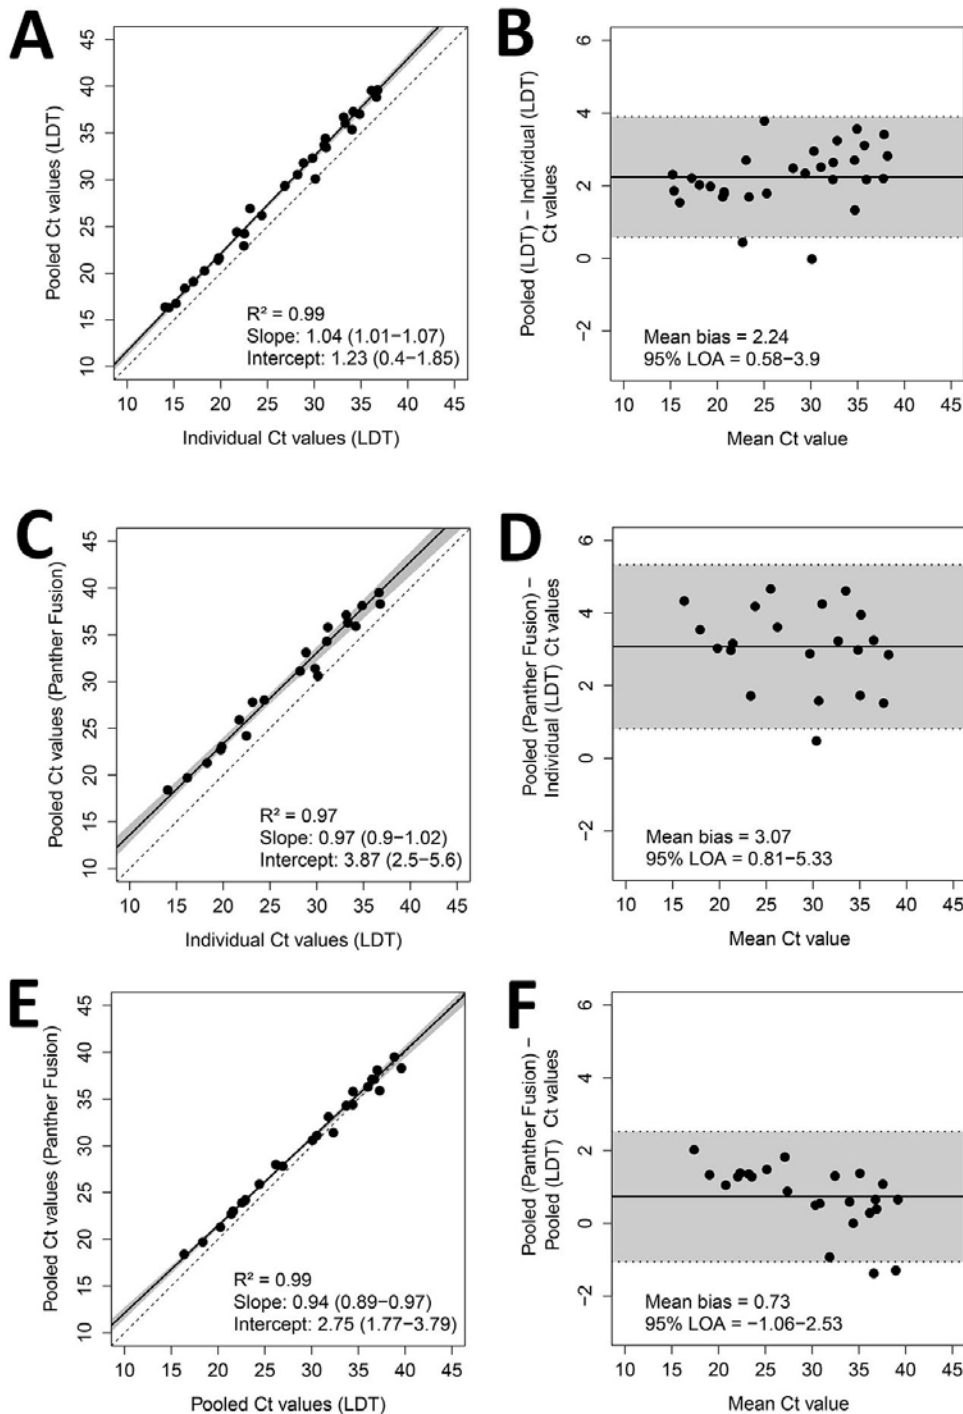 A
Pooled Ct values (LDT)
45
40
35
30
25
20
15
10
R² = 0.99
Slope: 1.04 (1.01−1.07)
Intercept: 1.23 (0.4−1.85)
10 15 20 25 30 35 40 45
Individual Ct values (LDT)
B
Pooled (LDT) − Individual (LDT)
Ct values
6
4
2
0
−2
Mean bias = 2.24
95% LOA = 0.58−3.9
10 15 20 25 30 35 40 45
Mean Ct value
C
Pooled Ct values (Panther Fusion)
45
40
35
30
25
20
15
10
R² = 0.97
Slope: 0.97 (0.9−1.02)
Intercept: 3.87 (2.5−5.6)
10 15 20 25 30 35 40 45
Individual Ct values (LDT)
D
Pooled (Panther Fusion) −
Individual (LDT) Ct values
6
4
2
0
−2
Mean bias = 3.07
95% LOA = 0.81−5.33
10 15 20 25 30 35 40 45
Mean Ct value
E
Pooled Ct values (Panther Fusion)
45
40
35
30
25
20
15
10
R² = 0.99
Slope: 0.94 (0.89−0.97)
Intercept: 2.75 (1.77−3.79)
10 15 20 25 30 35 40 45
Pooled Ct values (LDT)
F
Pooled (Panther Fusion) −
Pooled (LDT) Ct values
6
4
2
0
−2
Mean bias = 0.73
95% LOA = −1.06−2.53
10 15 20 25 30 35 40 45
Mean Ct value